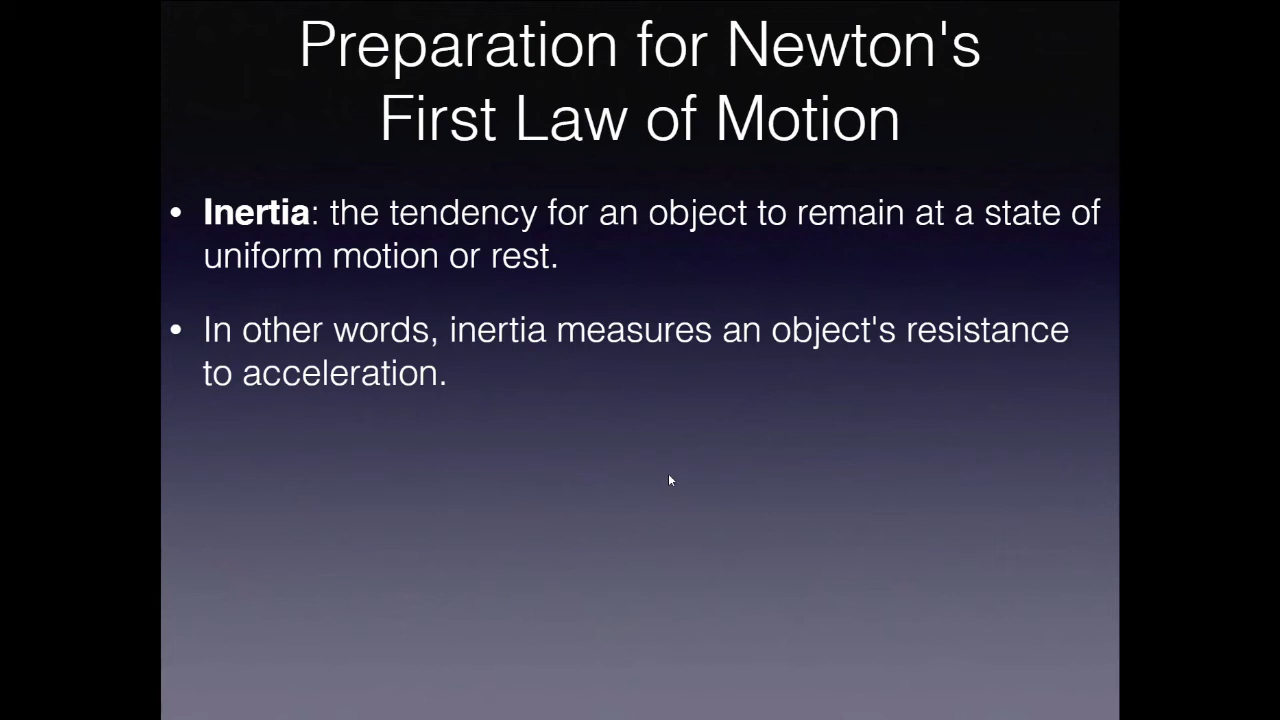 Preparation for Newton's
First Law of Motion
• Inertia: the tendency for an object to remain at a state of
uniform motion or rest.
• In other words, inertia measures an object's resistance
to acceleration.